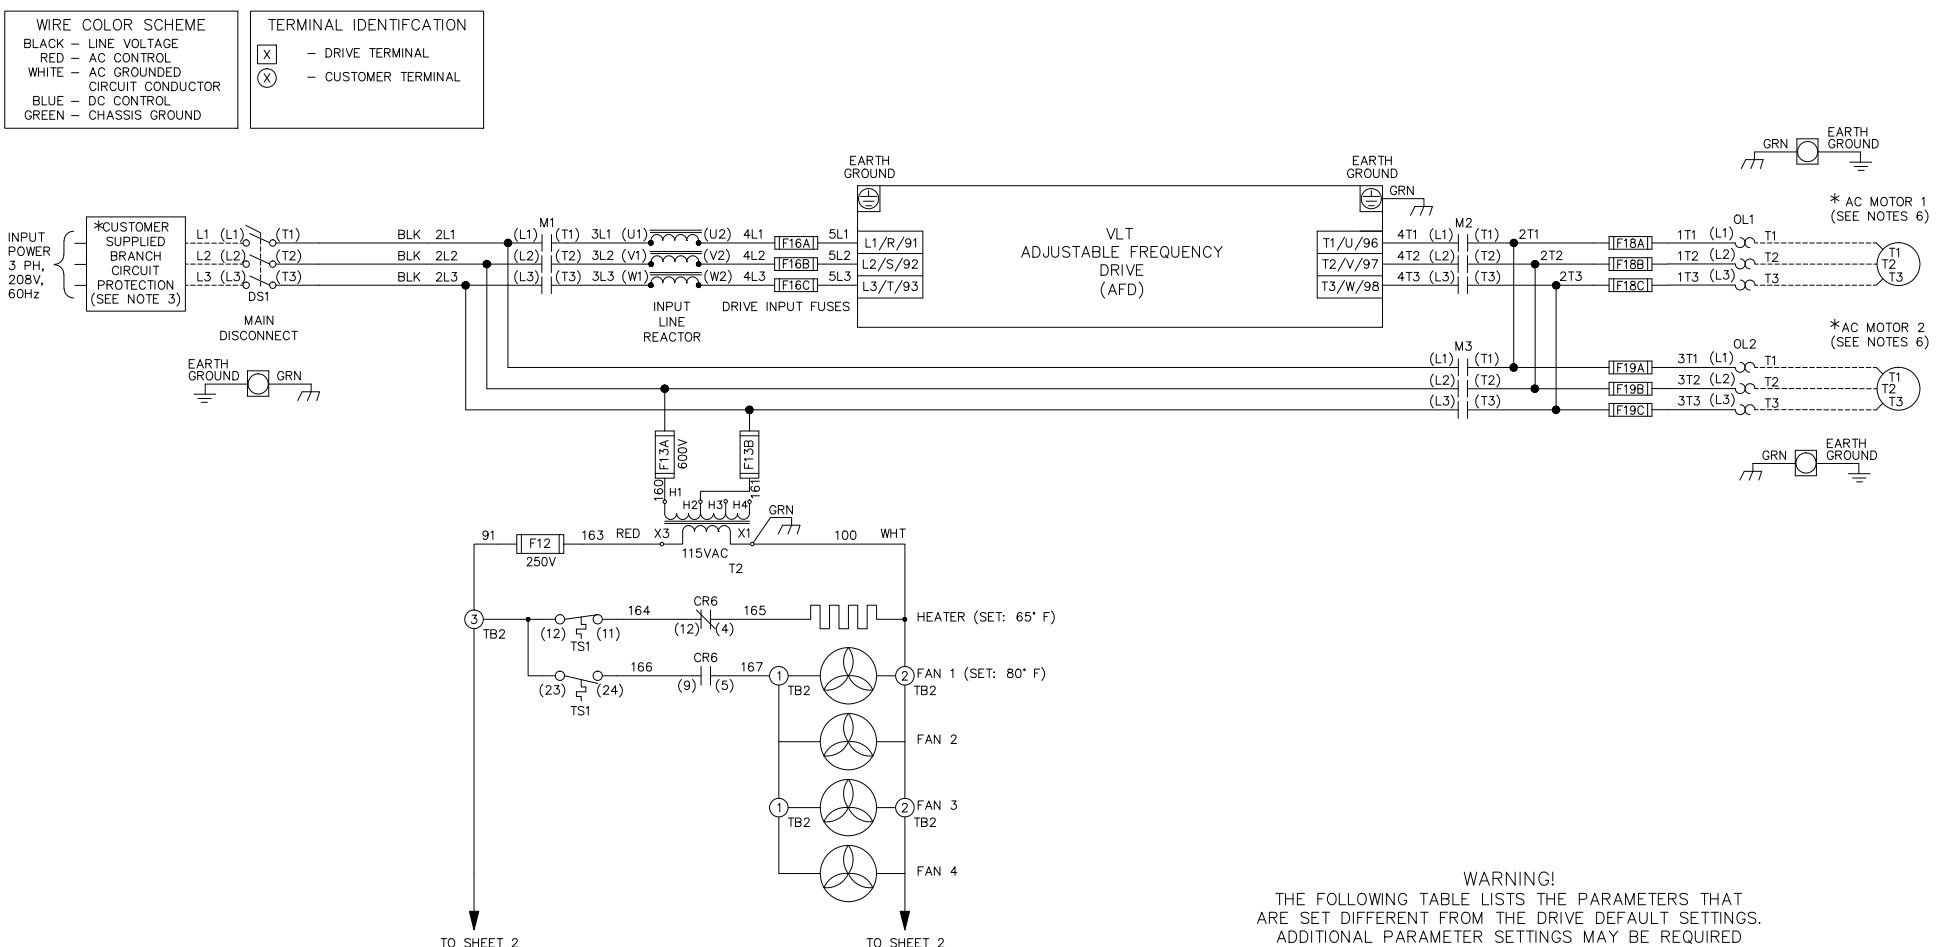 WIRE COLOR SCHEME
BLACK – LINE VOLTAGE
RED – AC CONTROL
WHITE – AC GROUNDED
CIRCUIT CONDUCTOR
BLUE – DC CONTROL
GREEN – CHASSIS GROUND
TERMINAL IDENTIFCATION
X – DRIVE TERMINAL
X – CUSTOMER TERMINAL
INPUT
POWER
3 PH,
208V,
60Hz
*CUSTOMER
SUPPLIED
BRANCH
CIRCUIT
PROTECTION
(SEE NOTE 3)
L1 (L1) (T1) BLK 2L1 (L1) M1 (T1) 3L1 (U1) (U2) 4L1 F16A 5L1 L1/R/91
L2 (L2) (T2) BLK 2L2 (L2) (T2) 3L2 (V1) (V2) 4L2 F16B 5L2 L2/S/92
L3 (L3) (T3) BLK 2L3 (L3) (T3) 3L3 (W1) (W2) 4L3 F16C 5L3 L3/T/93
DS1
MAIN
DISCONNECT
INPUT
LINE
REACTOR
DRIVE INPUT FUSES
EARTH
GROUND
GRN
EARTH
GROUND
VLT
ADJUSTABLE FREQUENCY
DRIVE
(AFD)
EARTH
GROUND
GRN
T1/U/96 4T1 (L1) M2 (T1) 2T1 F18A 1T1 (L1) OL1 T1
T2/V/97 4T2 (L2) (T2) 2T2 F18B 1T2 (L2) T2
T3/W/98 4T3 (L3) (T3) 2T3 F18C 1T3 (L3) T3
GRN
EARTH
GROUND
* AC MOTOR 1
(SEE NOTES 6)
T1
T2
T3
*AC MOTOR 2
(SEE NOTES 6)
(L1) M3 (T1) F19A 3T1 (L1) OL2 T1
(L2) (T2) F19B 3T2 (L2) T2
(L3) (T3) F19C 3T3 (L3) T3
T1
T2
T3
GRN
EARTH
GROUND
F13A
600V
F13B
160
161
H1
H2 H3 H4
GRN
91 F12 163 RED X3 X1 100 WHT
250V
115VAC
T2
3
TB2
(12) (11)
TS1
164
CR6
(12) (4)
165
HEATER (SET: 65° F)
(23) (24)
TS1
166
CR6
(9) (5)
167
1
TB2
2
TB2
FAN 1 (SET: 80° F)
FAN 2
1
TB2
2
TB2
FAN 3
FAN 4
TO SHEET 2
TO SHEET 2
WARNING!
THE FOLLOWING TABLE LISTS THE PARAMETERS THAT
ARE SET DIFFERENT FROM THE DRIVE DEFAULT SETTINGS.
ADDITIONAL PARAMETER SETTINGS MAY BE REQUIRED